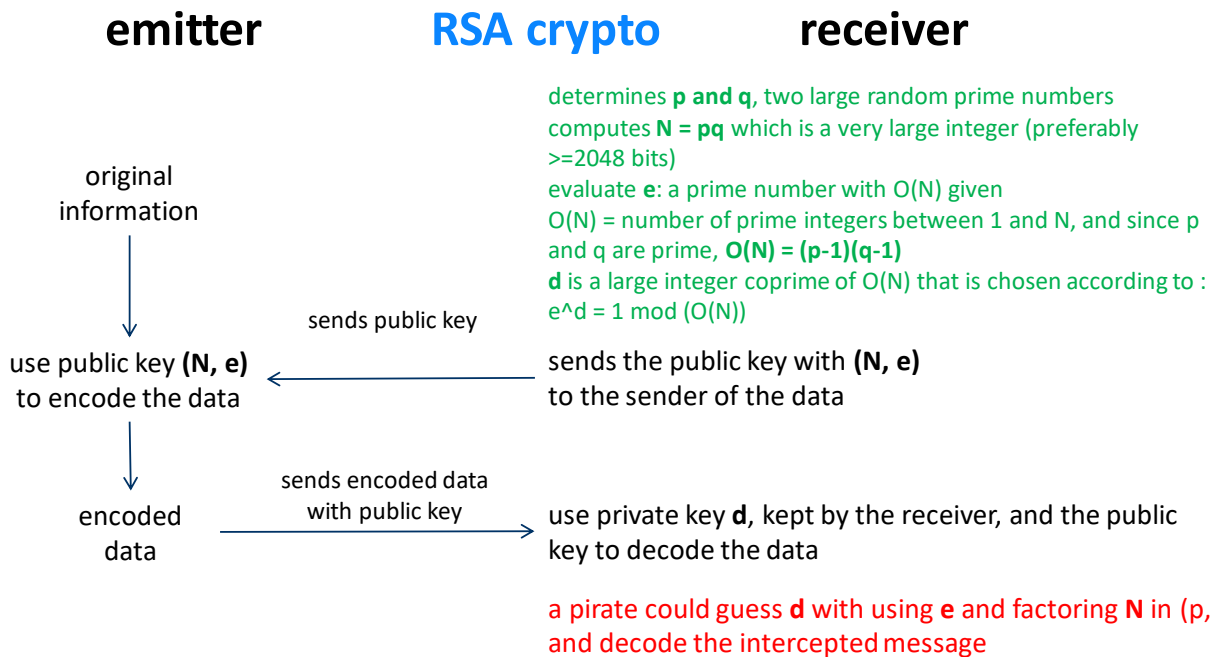 emitter
RSA crypto
receiver
determines p and q, two large random prime numbers
computes N = pq which is a very large integer (preferably
>=2048 bits)
evaluate e: a prime number with O(N) given
O(N) = number of prime integers between 1 and N, and since p
and q are prime, O(N) = (p-1)(q-1)
d is a large integer coprime of O(N) that is chosen according to :
e^d = 1 mod (O(N))
original
information
sends public key
use public key (N, e)
to encode the data
sends the public key with (N, e)
to the sender of the data
sends encoded data
with public key
encoded
data
use private key d, kept by the receiver, and the public
key to decode the data
a pirate could guess d with using e and factoring N in (p,
and decode the intercepted message